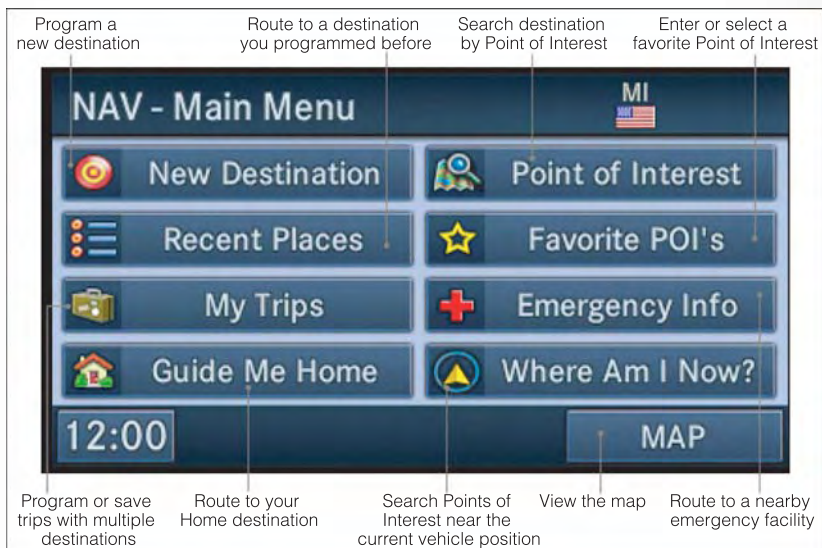 Program a
new destination
Route to a destination
you programmed before
Search destination
by Point of Interest
Enter or select a
favorite Point of Interest
NAV - Main Menu
MI
New Destination
Point of Interest
Recent Places
Favorite POI's
My Trips
Emergency Info
Guide Me Home
Where Am I Now?
12:00
MAP
Program or save
trips with multiple
destinations
Route to your
Home destination
Search Points of
Interest near the
current vehicle position
View the map
Route to a nearby
emergency facility